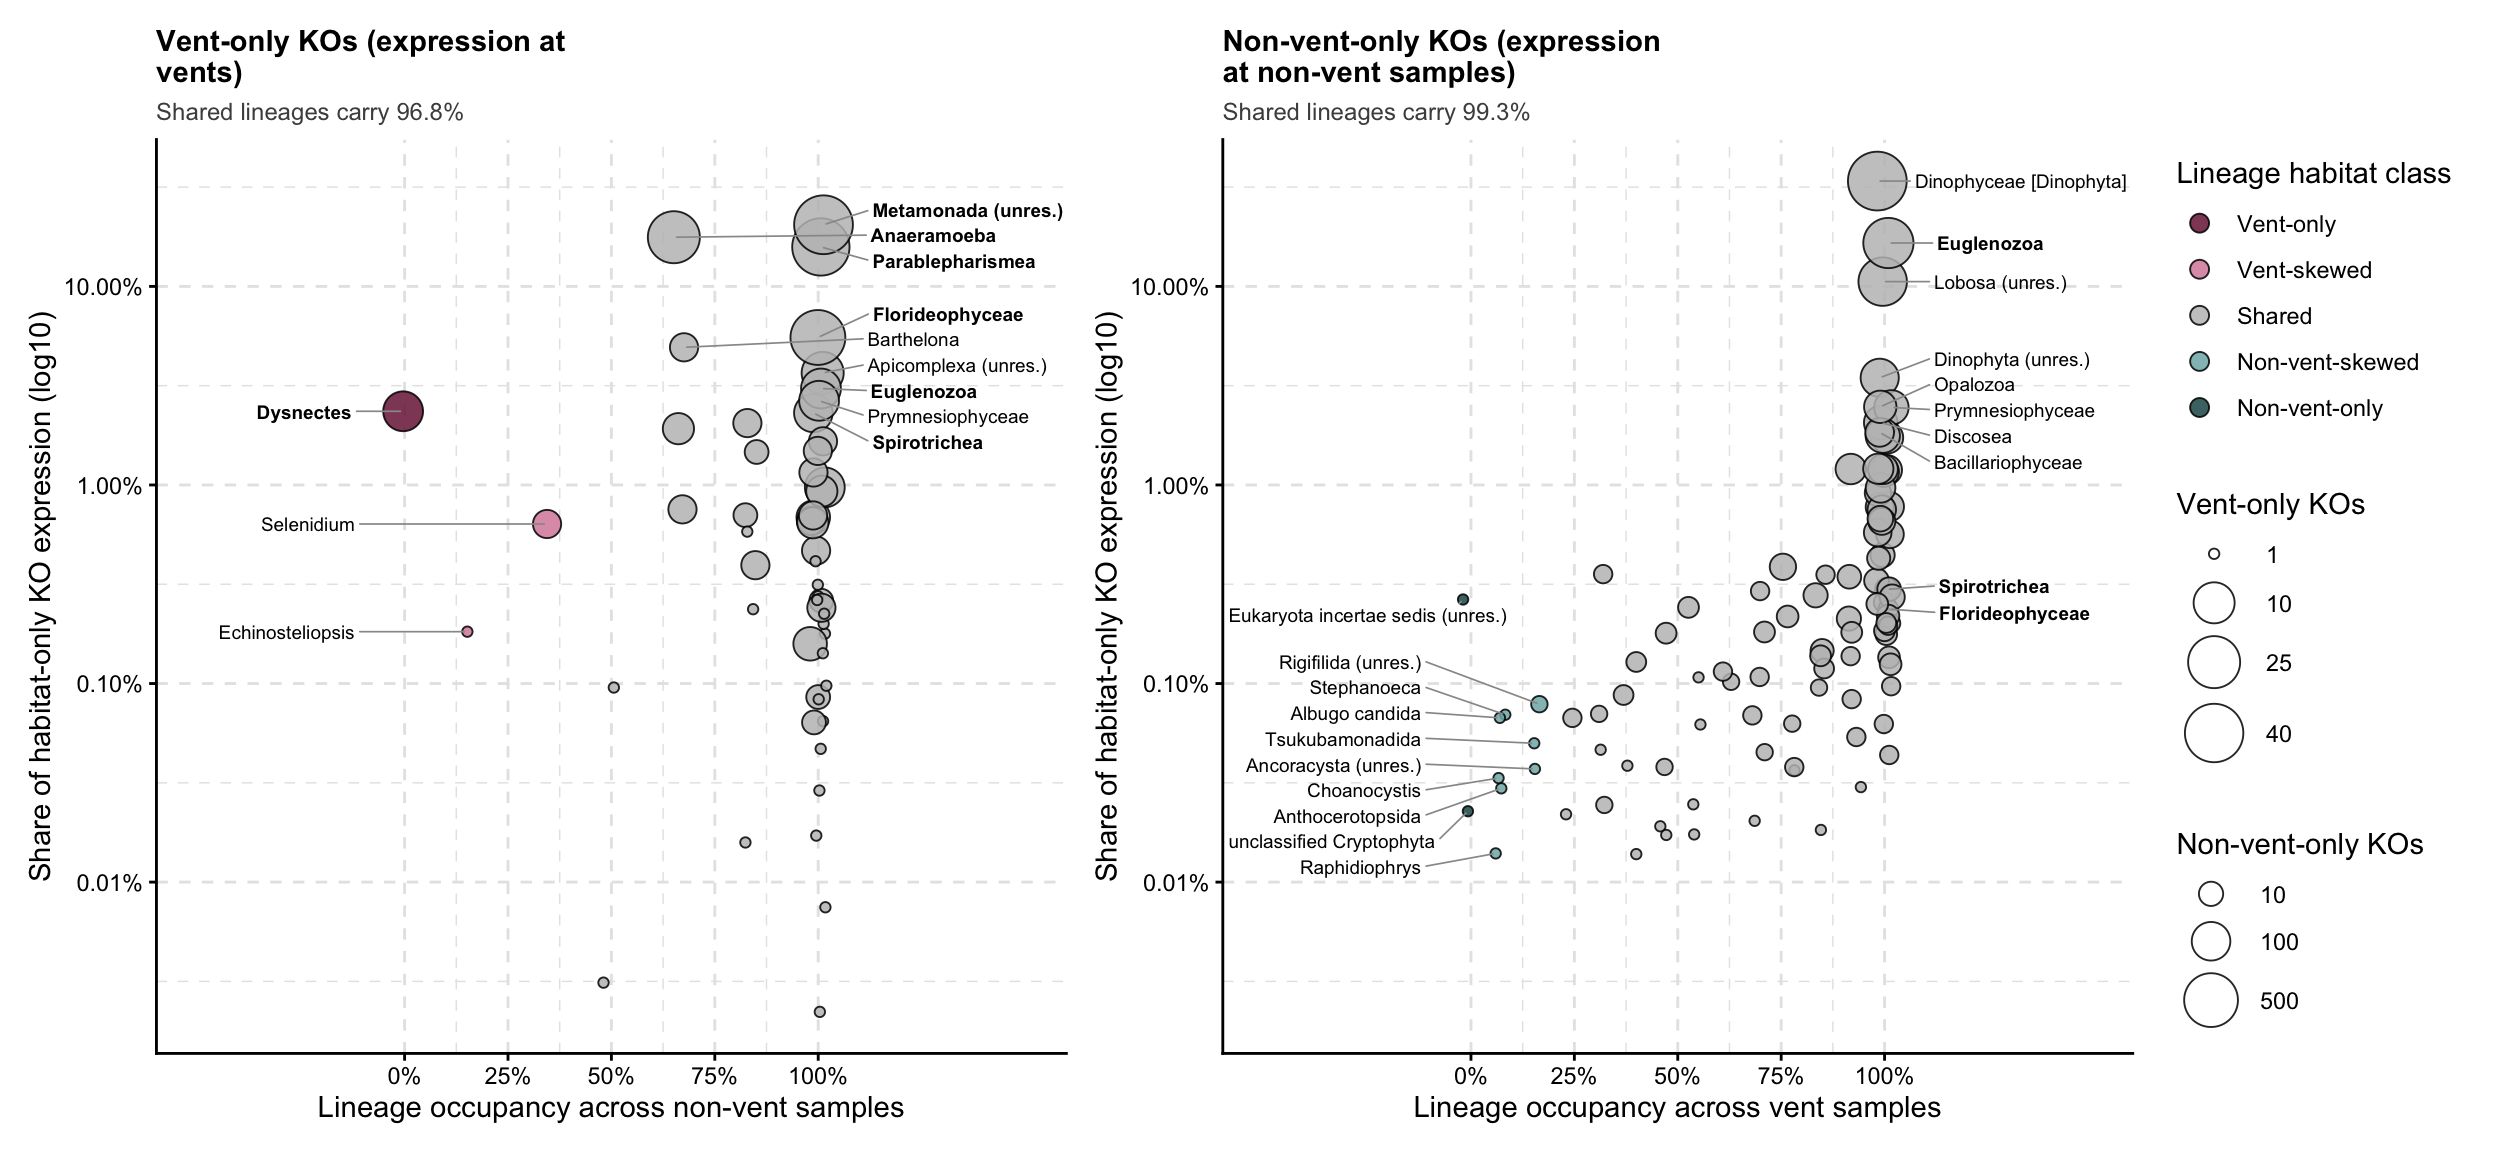 Vent-only KOs (expression at
vents)
Shared lineages carry 96.8%
Share of habitat-only KO expression (log10)
10.00%
1.00%
0.10%
0.01%
Metamonada (unres.)
Anaeramoeba
Parablepharismea
Florideophyceae
Barthelona
Apicomplexa (unres.)
Euglenozoa
Prymnesiophyceae
Spirotrichea
Dysnectes
Selenidium
Echinosteliopsis
0%
25%
50%
75%
100%
Lineage occupancy across non-vent samples
Non-vent-only KOs (expression
at non-vent samples)
Shared lineages carry 99.3%
Share of habitat-only KO expression (log10)
10.00%
1.00%
0.10%
0.01%
Dinophyceae [Dinophyta]
Euglenozoa
Lobosa (unres.)
Dinophyta (unres.)
Opalozoa
Prymnesiophyceae
Discosea
Bacillariophyceae
Spirotrichea
Florideophyceae
Eukaryota incertae sedis (unres.)
Rigifilida (unres.)
Stephanoeca
Albugo candida
Tsukubamonadida
Ancoracysta (unres.)
Choanocystis
Anthocerotopsida
unclassified Cryptophyta
Raphidiophrys
0%
25%
50%
75%
100%
Lineage occupancy across vent samples
Lineage habitat class
Vent-only
Vent-skewed
Shared
Non-vent-skewed
Non-vent-only
Vent-only KOs
1
10
25
40
Non-vent-only KOs
10
100
500